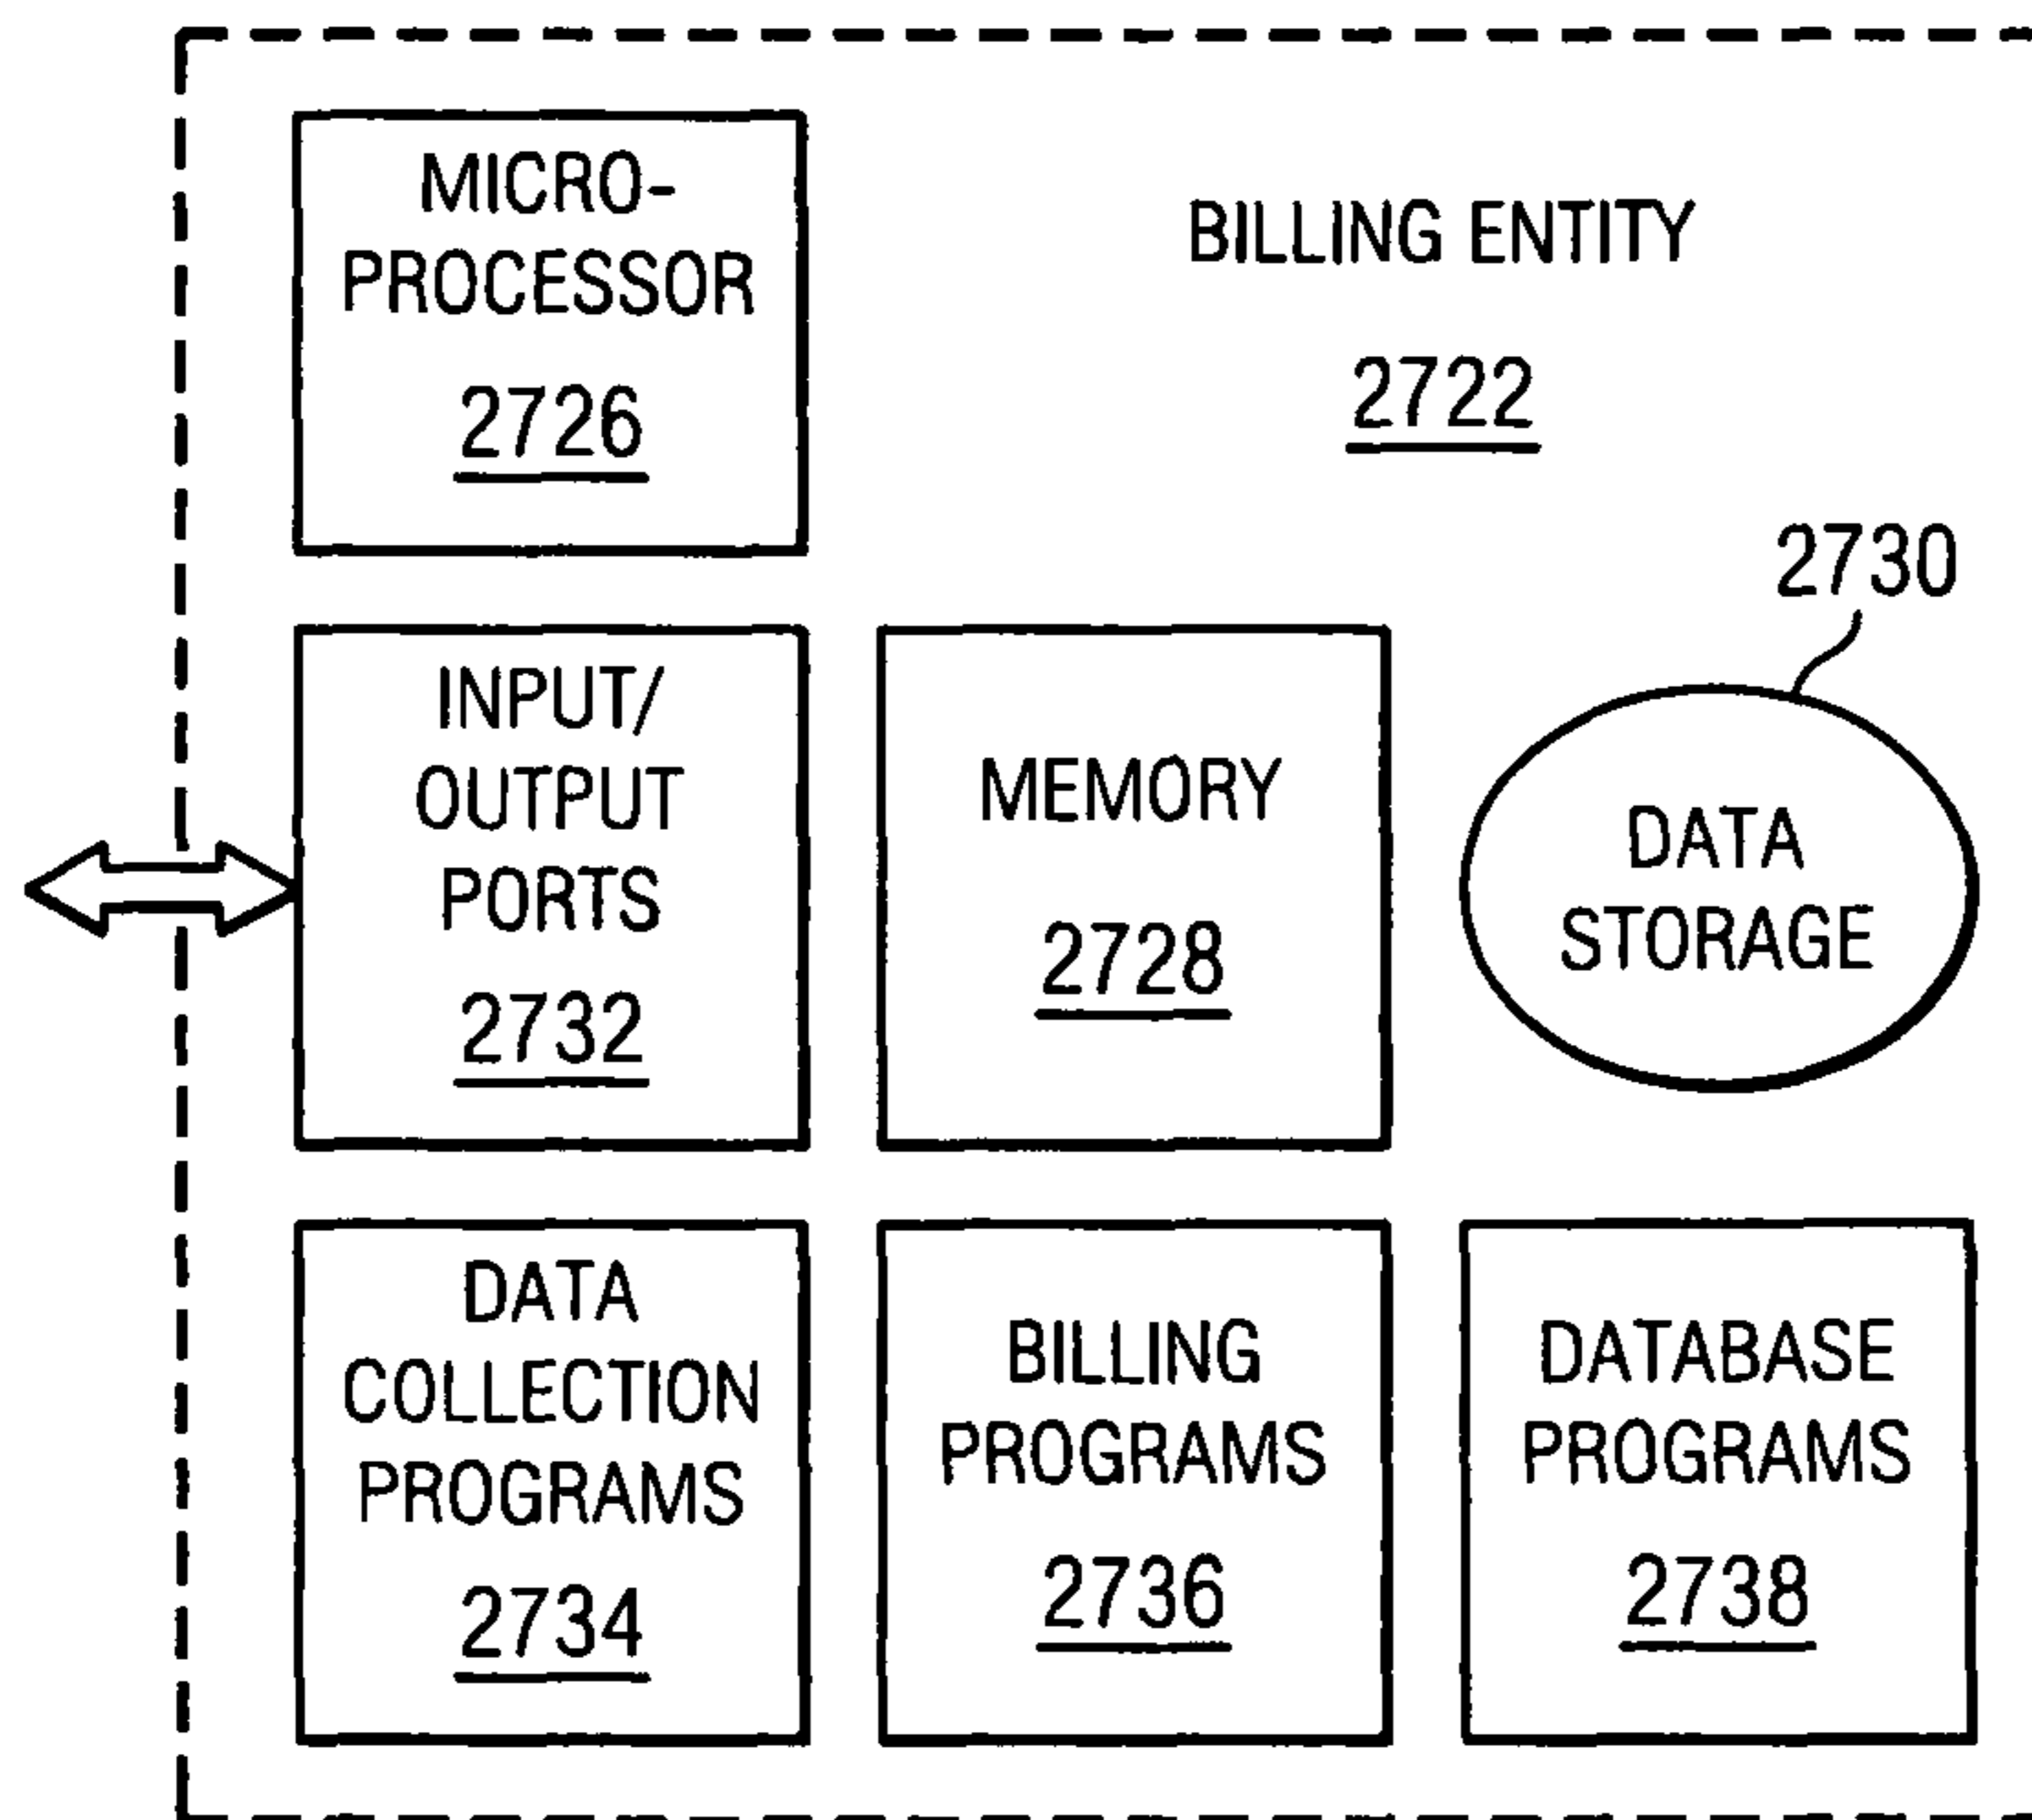 MICRO-
PROCESSOR
2726
BILLING ENTITY
2722
2730
INPUT/
OUTPUT
PORTS
2732
MEMORY
2728
DATA
STORAGE
DATA
COLLECTION
PROGRAMS
2734
BILLING
PROGRAMS
2736
DATABASE
PROGRAMS
2738